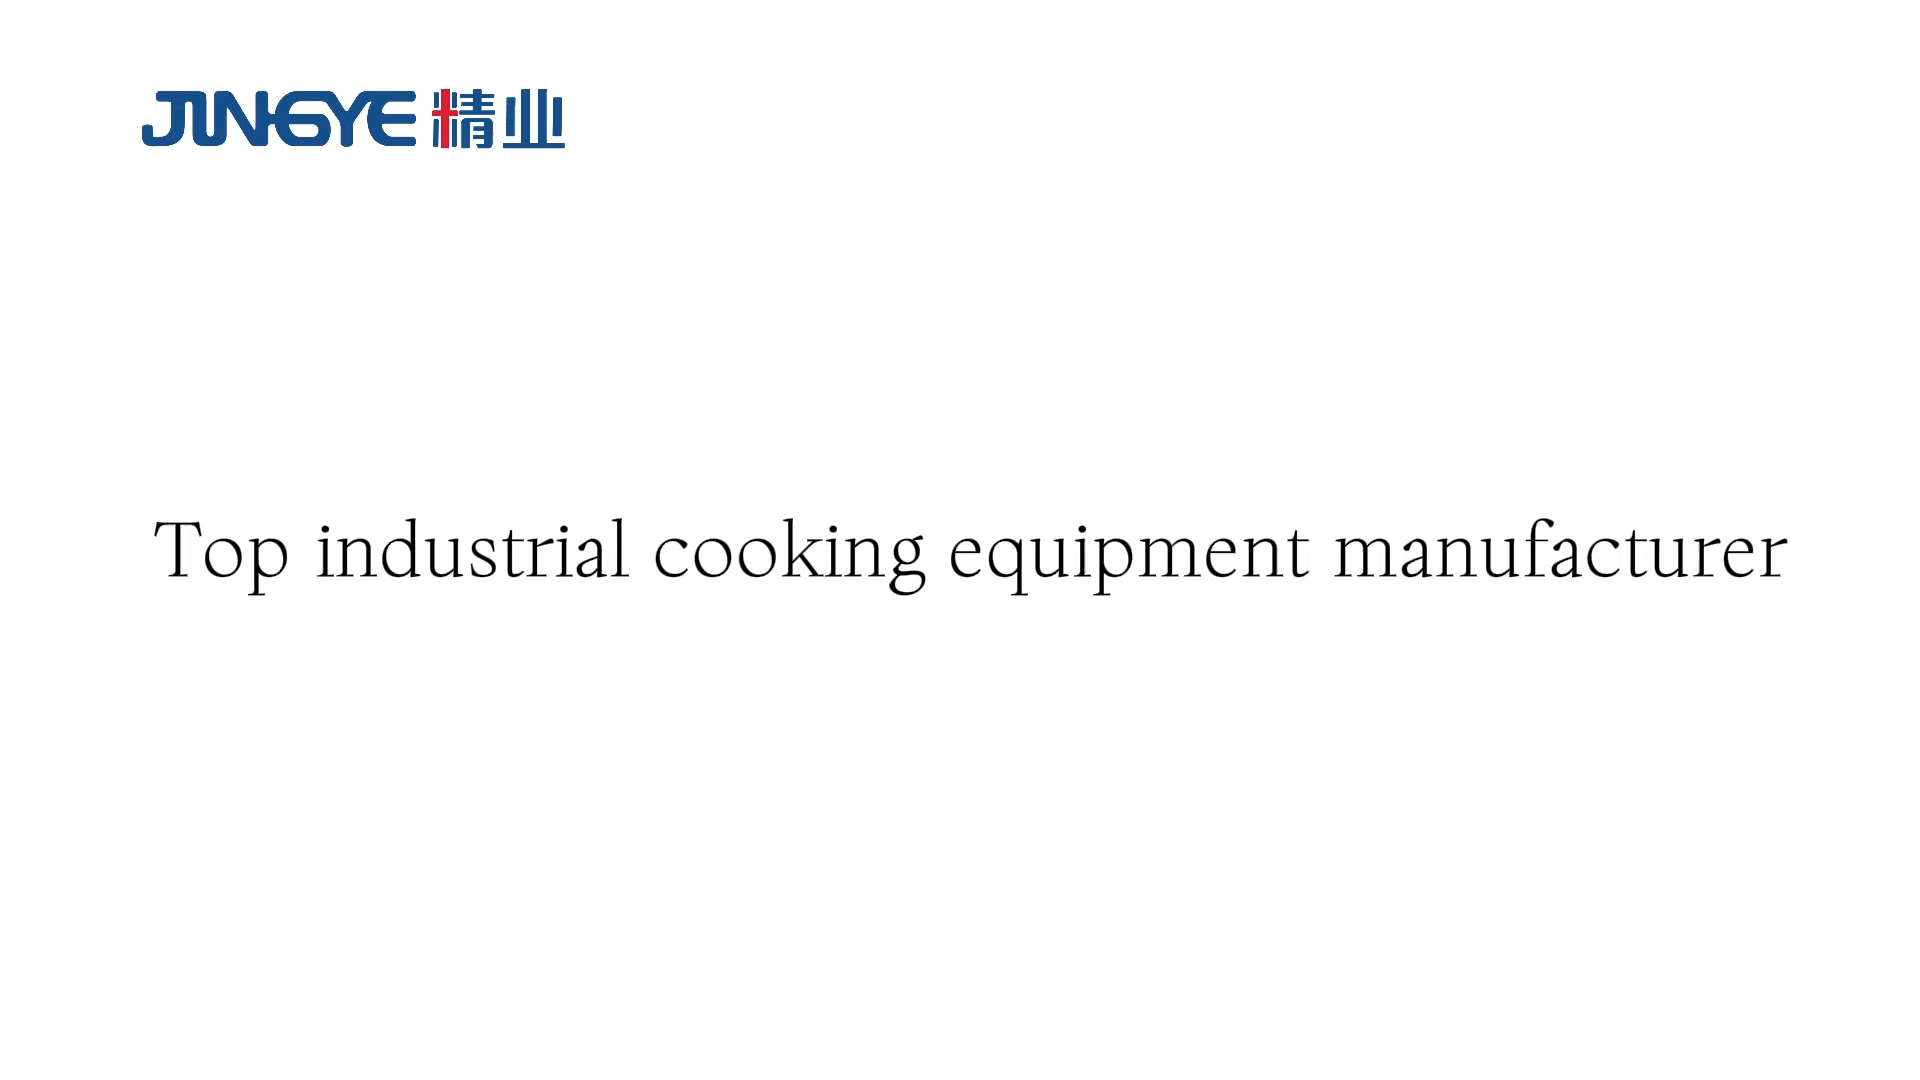 JINGYE 精业
Top industrial cooking equipment manufacturer